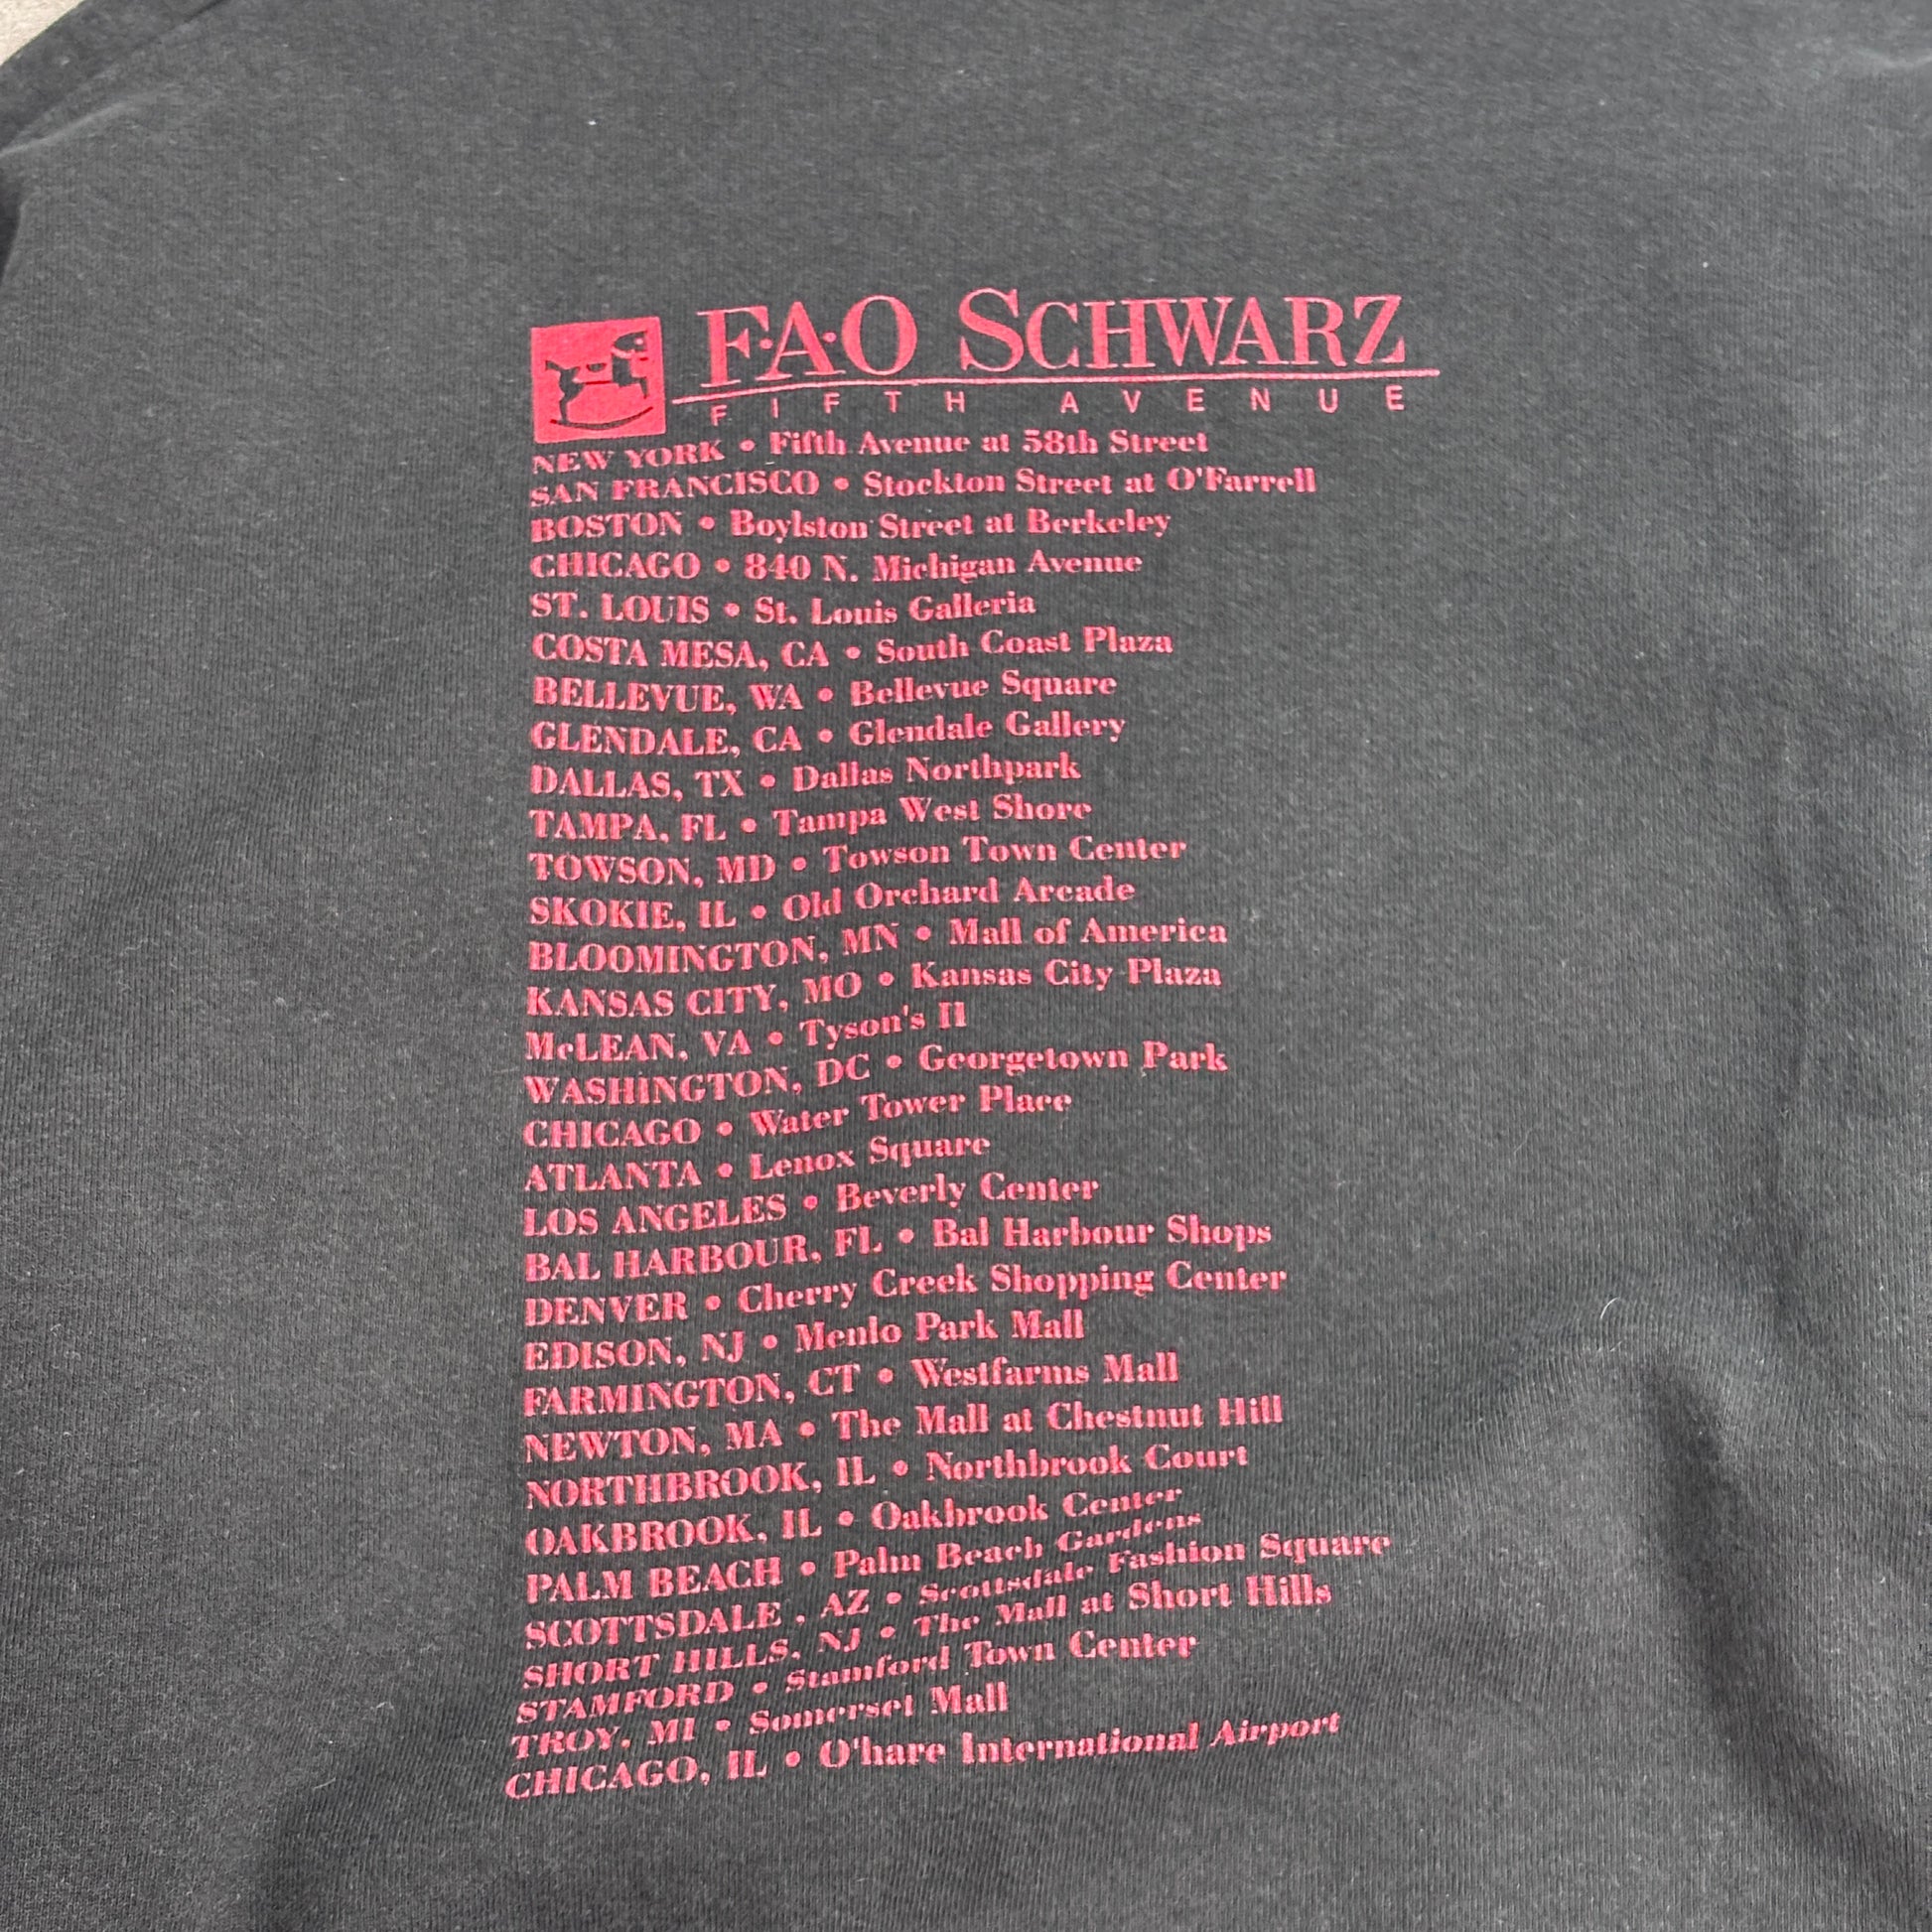 F·A·O SCHWARZ
FIFTH AVENUE
NEW YORK • Fifth Avenue at 58th Street
SAN FRANCISCO • Stockton Street at O'Farrell
BOSTON • Boylston Street at Berkeley
CHICAGO • 840 N. Michigan Avenue
ST. LOUIS • St. Louis Galleria
COSTA MESA, CA • South Coast Plaza
BELLEVUE, WA • Bellevue Square
GLENDALE, CA • Glendale Gallery
DALLAS, TX • Dallas Northpark
TAMPA, FL • Tampa West Shore
TOWSON, MD • Towson Town Center
SKOKIE, IL • Old Orchard Arcade
BLOOMINGTON, MN • Mall of America
KANSAS CITY, MO • Kansas City Plaza
McLEAN, VA • Tyson's II
WASHINGTON, DC • Georgetown Park
CHICAGO • Water Tower Place
ATLANTA • Lenox Square
LOS ANGELES • Beverly Center
BAL HARBOUR, FL • Bal Harbour Shops
DENVER • Cherry Creek Shopping Center
EDISON, NJ • Menlo Park Mall
FARMINGTON, CT • Westfarms Mall
NEWTON, MA • The Mall at Chestnut Hill
NORTHBROOK, IL • Northbrook Court
OAKBROOK, IL • Oakbrook Center
PALM BEACH • Palm Beach Gardens
SCOTTSDALE , AZ • Scottsdale Fashion Square
SHORT HILLS, NJ • The Mall at Short Hills
STAMFORD • Stamford Town Center
TROY, MI • Somerset Mall
CHICAGO, IL • O'hare International Airport